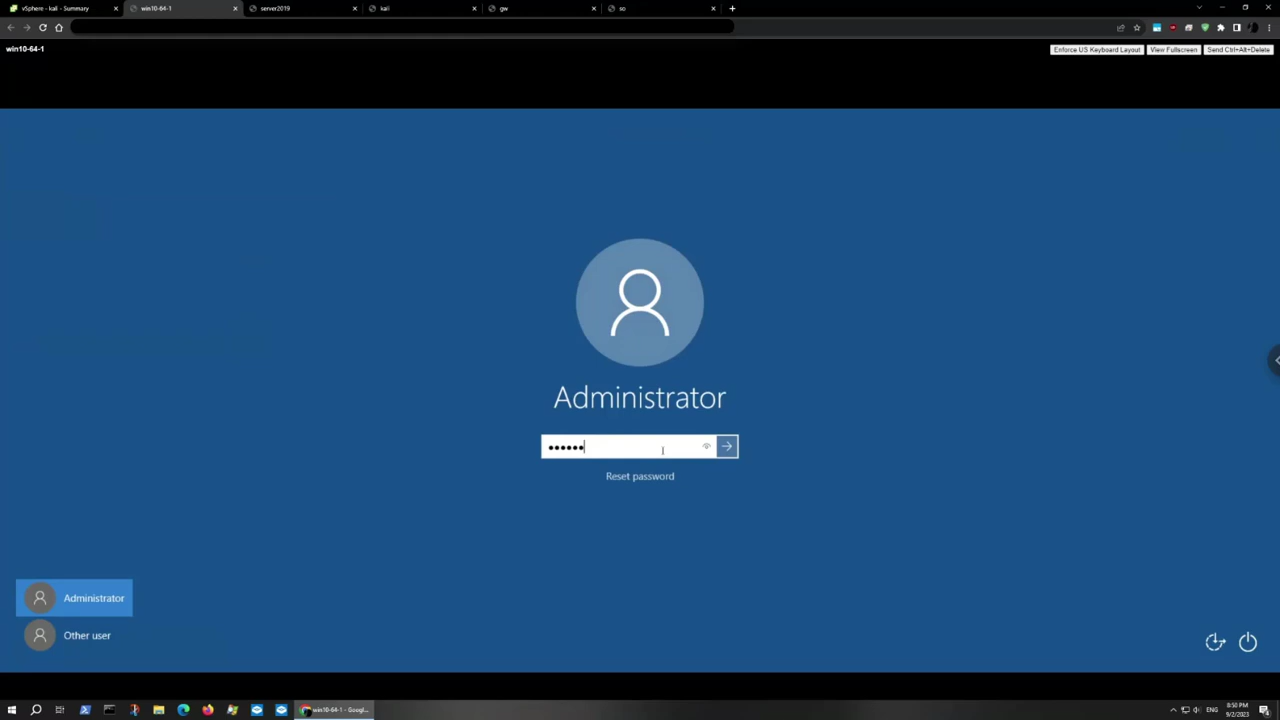 vSphere - kali - Summary
win10-64-1
server2019
kali
gw
so
win10-64-1
Enforce US Keyboard Layout
View Fullscreen
Send Ctrl+Alt+Delete
Administrator
Reset password
Administrator
Other user
win10-64-1 - Googl...
ENG
8:50 PM
9/2/2023